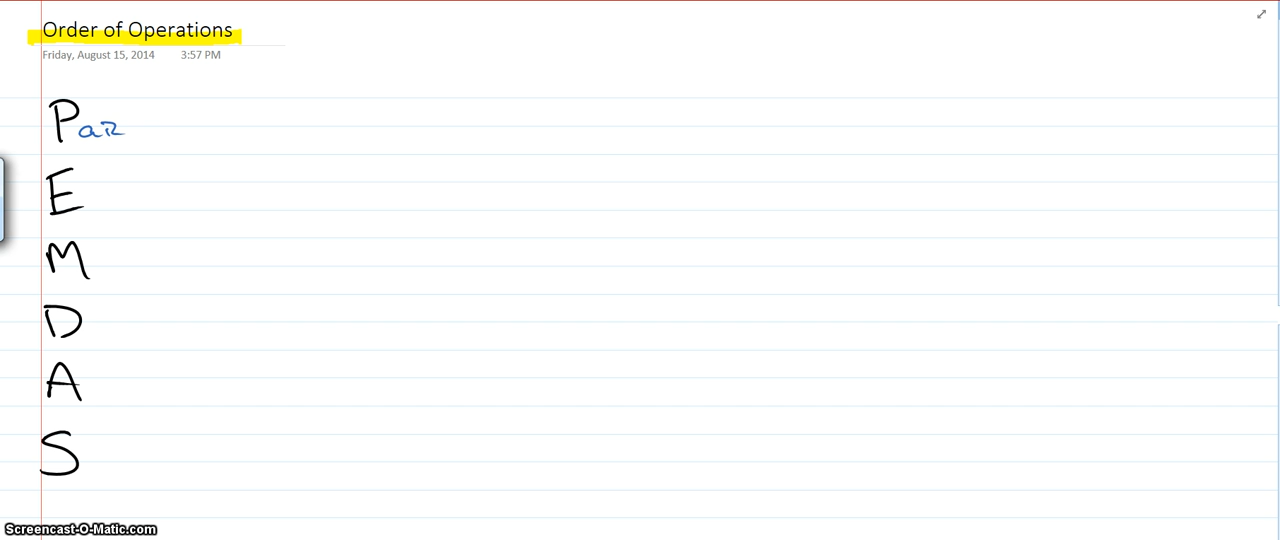 Order of Operations
Friday, August 15, 2014 3:57 PM
Par
E
M
D
A
S
Screencast-O-Matic.com